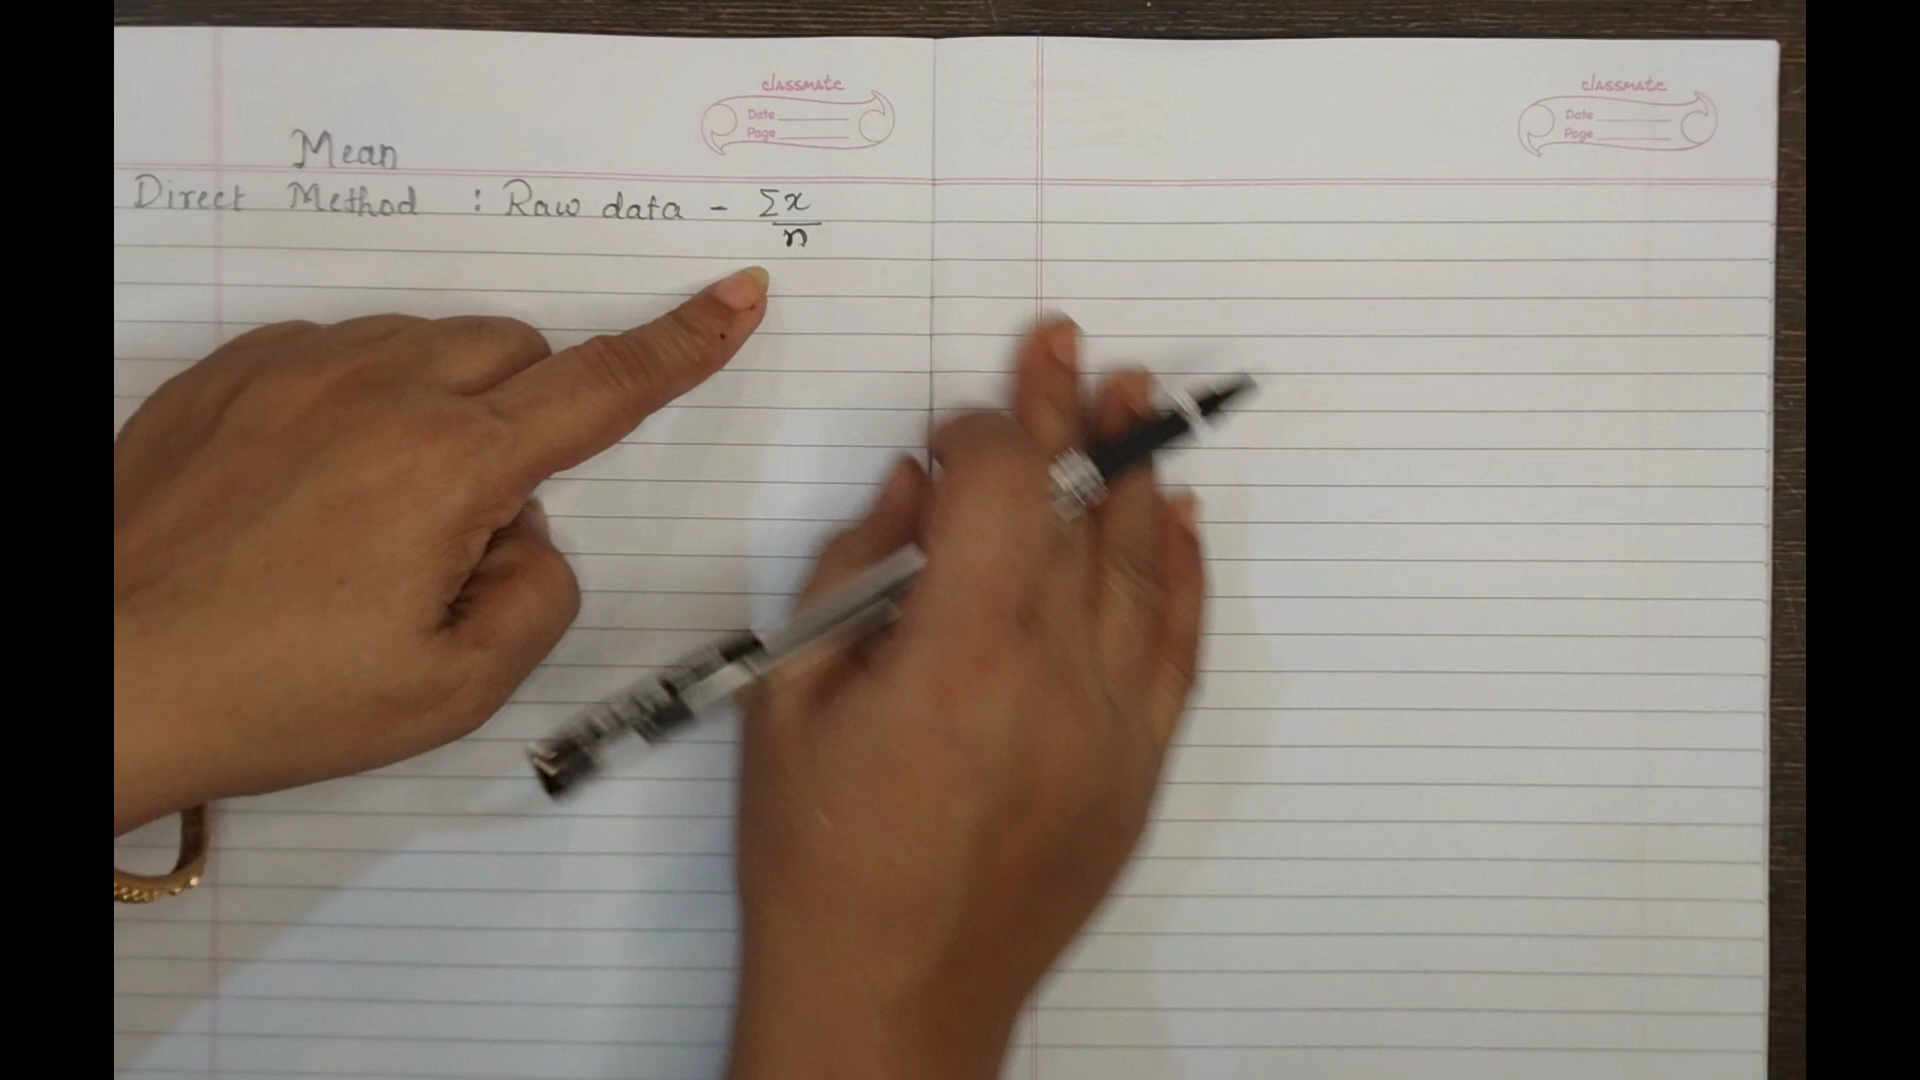 classmate
Date
Page
classmate
Date
Page
Mean
Direct Method : Raw data - Σx
n